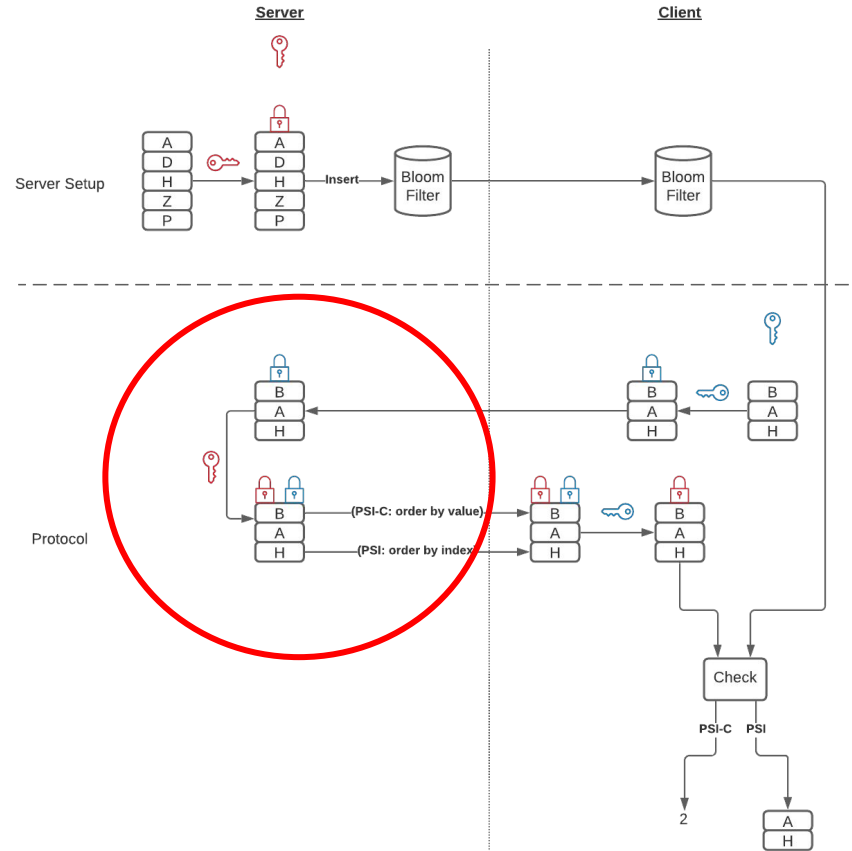 Server
Client
Server Setup
A
D
H
Z
P
A
D
H
Z
P
Insert
Bloom
Filter
Bloom
Filter
B
A
H
B
A
H
B
A
H
Protocol
B
A
H
(PSI-C: order by value)
(PSI: order by index
B
A
H
B
A
H
Check
PSI-C
PSI
2
A
H